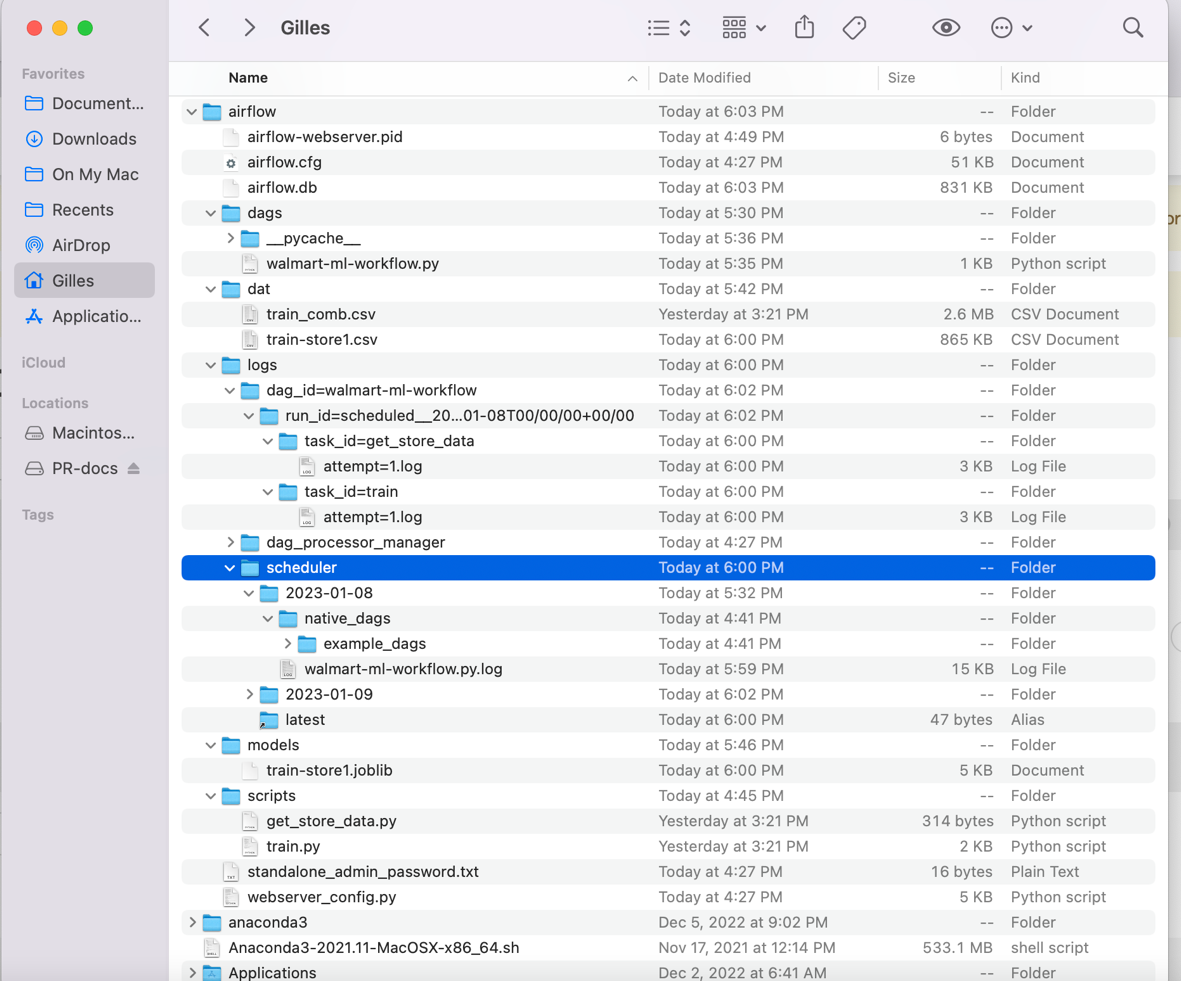 Gilles
Favorites
Document...
Downloads
On My Mac
Recents
AirDrop
Gilles
Applicatio...
iCloud
Locations
Macintos...
PR-docs
Tags
Name Date Modified Size Kind
airflow Today at 6:03 PM -- Folder
airflow-webserver.pid Today at 4:49 PM 6 bytes Document
airflow.cfg Today at 4:27 PM 51 KB Document
airflow.db Today at 6:03 PM 831 KB Document
dags Today at 5:30 PM -- Folder
__pycache__ Today at 5:36 PM -- Folder
walmart-ml-workflow.py Today at 5:35 PM 1 KB Python script
dat Today at 5:42 PM -- Folder
train_comb.csv Yesterday at 3:21 PM 2.6 MB CSV Document
train-store1.csv Today at 6:00 PM 865 KB CSV Document
logs Today at 6:00 PM -- Folder
dag_id=walmart-ml-workflow Today at 6:02 PM -- Folder
run_id=scheduled__20...01-08T00/00/00+00/00 Today at 6:02 PM -- Folder
task_id=get_store_data Today at 6:00 PM -- Folder
attempt=1.log Today at 6:00 PM 3 KB Log File
task_id=train Today at 6:00 PM -- Folder
attempt=1.log Today at 6:00 PM 3 KB Log File
dag_processor_manager Today at 4:27 PM -- Folder
scheduler Today at 6:00 PM -- Folder
2023-01-08 Today at 5:32 PM -- Folder
native_dags Today at 4:41 PM -- Folder
example_dags Today at 4:41 PM -- Folder
walmart-ml-workflow.py.log Today at 5:59 PM 15 KB Log File
2023-01-09 Today at 6:02 PM -- Folder
latest Today at 6:00 PM 47 bytes Alias
models Today at 5:46 PM -- Folder
train-store1.joblib Today at 6:00 PM 5 KB Document
scripts Today at 4:45 PM -- Folder
get_store_data.py Yesterday at 3:21 PM 314 bytes Python script
train.py Yesterday at 3:21 PM 2 KB Python script
standalone_admin_password.txt Today at 4:27 PM 16 bytes Plain Text
webserver_config.py Today at 4:27 PM 5 KB Python script
anaconda3 Dec 5, 2022 at 9:02 PM -- Folder
Anaconda3-2021.11-MacOSX-x86_64.sh Nov 17, 2021 at 12:14 PM 533.1 MB shell script
Applications Dec 2, 2022 at 6:41 AM -- Folder